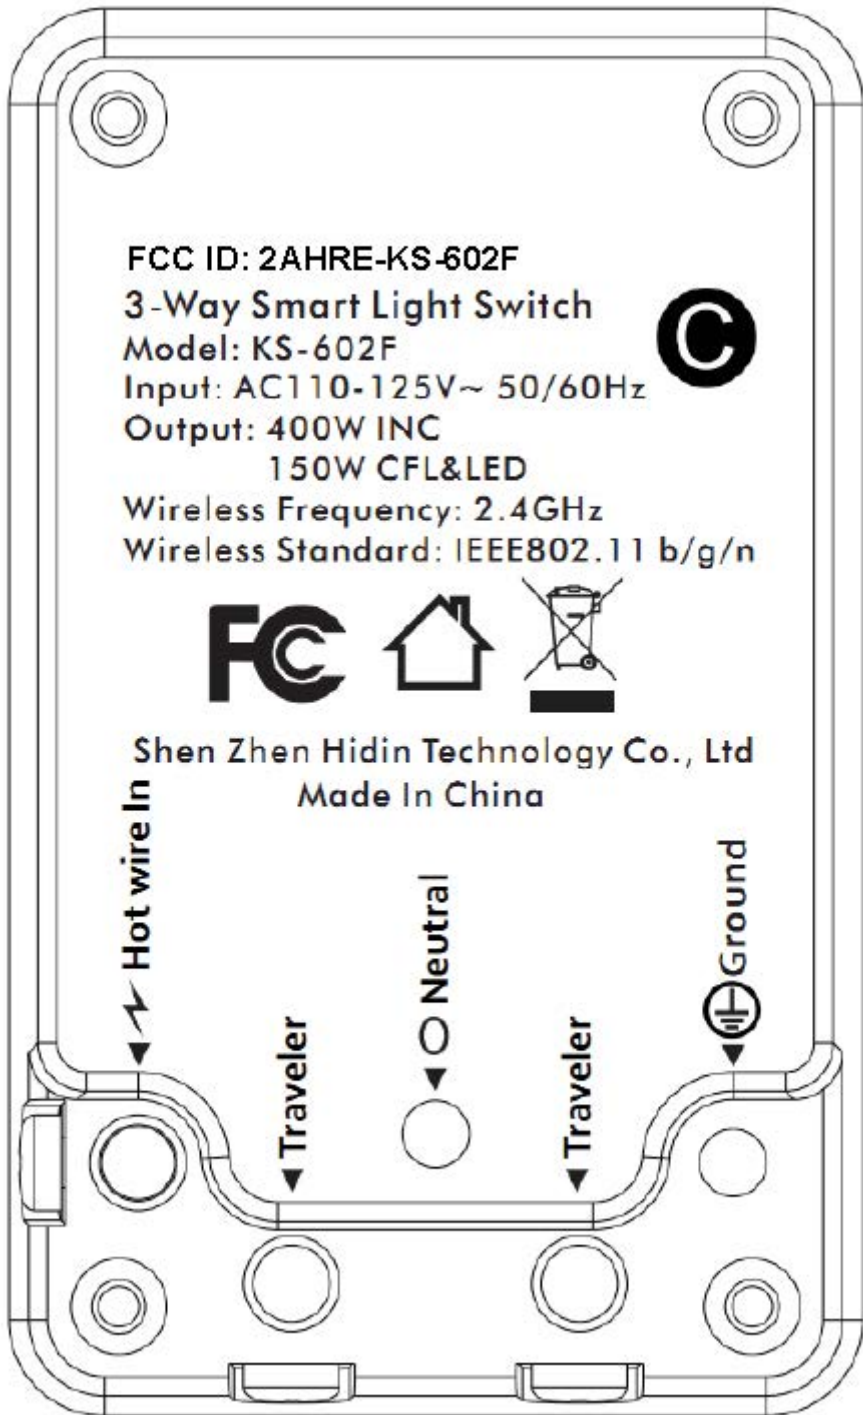 FCC ID: 2AHRE-KS-602F
3-Way Smart Light Switch
C
Model: KS-602F
Input: AC110-125V~ 50/60Hz
Output: 400W INC
150W CFL&LED
Wireless Frequency: 2.4GHz
Wireless Standard: IEEE802.11 b/g/n
FC
Shen Zhen Hidin Technology Co., Ltd
Made In China
Hot wire In
Traveler
Neutral
Traveler
Ground